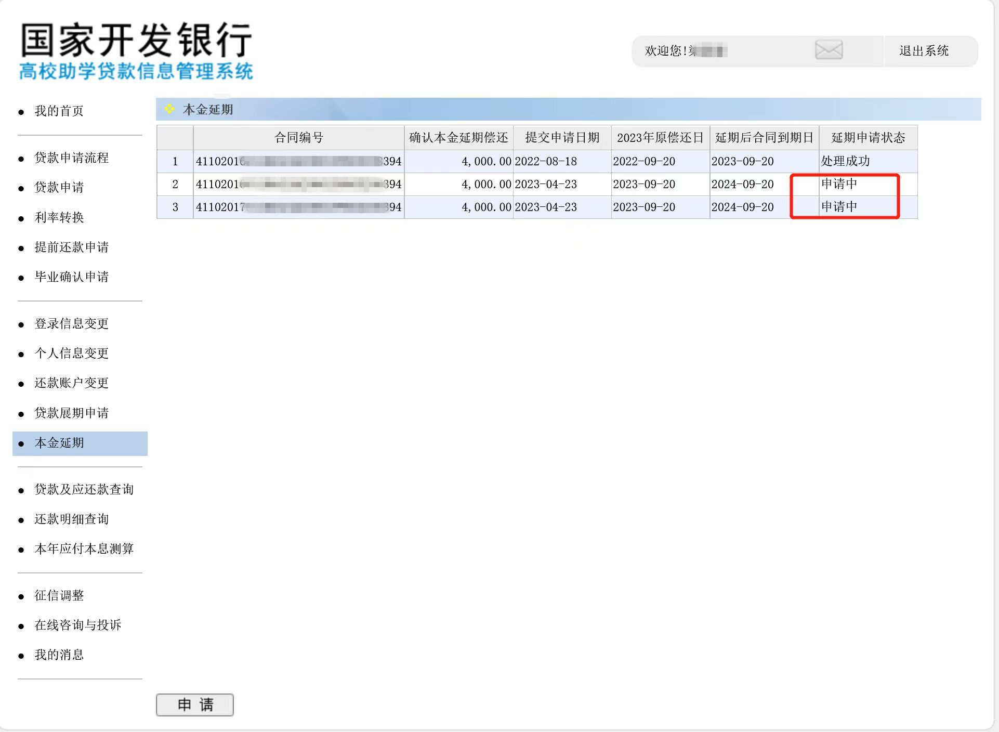 国家开发银行
高校助学贷款信息管理系统
欢迎您!梁
退出系统
我的首页
贷款申请流程
贷款申请
利率转换
提前还款申请
毕业确认申请
登录信息变更
个人信息变更
还款账户变更
贷款展期申请
本金延期
贷款及应还款查询
还款明细查询
本年应付本息测算
征信调整
在线咨询与投诉
我的消息
本金延期
合同编号 确认本金延期偿还 提交申请日期 2023年原偿还日 延期后合同到期日 延期申请状态
1 41102016 394 4,000.00 2022-08-18 2022-09-20 2023-09-20 处理成功
2 41102016 394 4,000.00 2023-04-23 2023-09-20 2024-09-20 申请中
3 41102017 394 4,000.00 2023-04-23 2023-09-20 2024-09-20 申请中
申 请